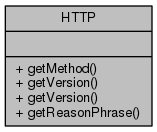 HTTP
+ getMethod()
+ getVersion()
+ getVersion()
+ getReasonPhrase()